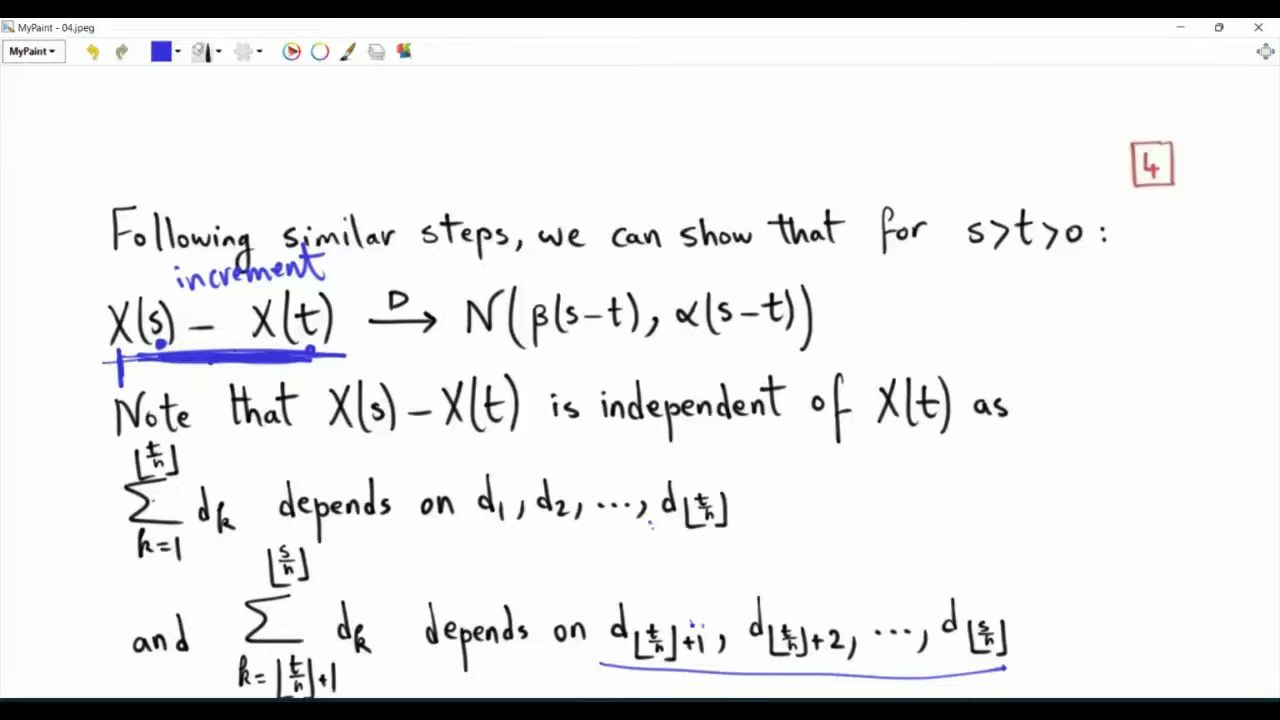 MyPaint - 04.jpeg
MyPaint
4
Following similar steps, we can show that for s>t>0 :
increment
X(s) - X(t) D→ N(β(s-t), α(s-t))
Note that X(s) - X(t) is independent of X(t) as
∑_{k=1}^{⌊t/h⌋} d_k depends on d_1, d_2, ..., d_{⌊t/h⌋}
and ∑_{k=⌊t/h⌋+1}^{⌊s/h⌋} d_k depends on d_{⌊t/h⌋+1}, d_{⌊t/h⌋+2}, ..., d_{⌊s/h⌋}